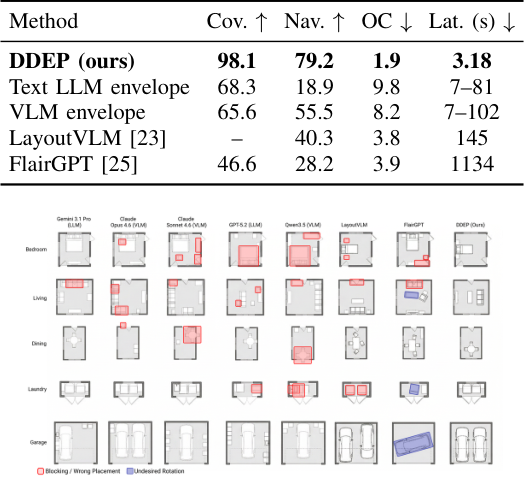 Method Cov. ↑ Nav. ↑ OC ↓ Lat. (s) ↓
DDEP (ours) 98.1 79.2 1.9 3.18
Text LLM envelope 68.3 18.9 9.8 7–81
VLM envelope 65.6 55.5 8.2 7–102
LayoutVLM [23] – 40.3 3.8 145
FlairGPT [25] 46.6 28.2 3.9 1134
Gemini 3.1 Pro (LLM) Claude Opus 4.6 (VLM) Claude Sonnet 4.6 (VLM) GPT-5.2 (LLM) Qwen3.5 (VLM) LayoutVLM FlairGPT DDEP (Ours)
Bedroom
Living
Dining
Laundry
Garage
Blocking / Wrong Placement Undesired Rotation